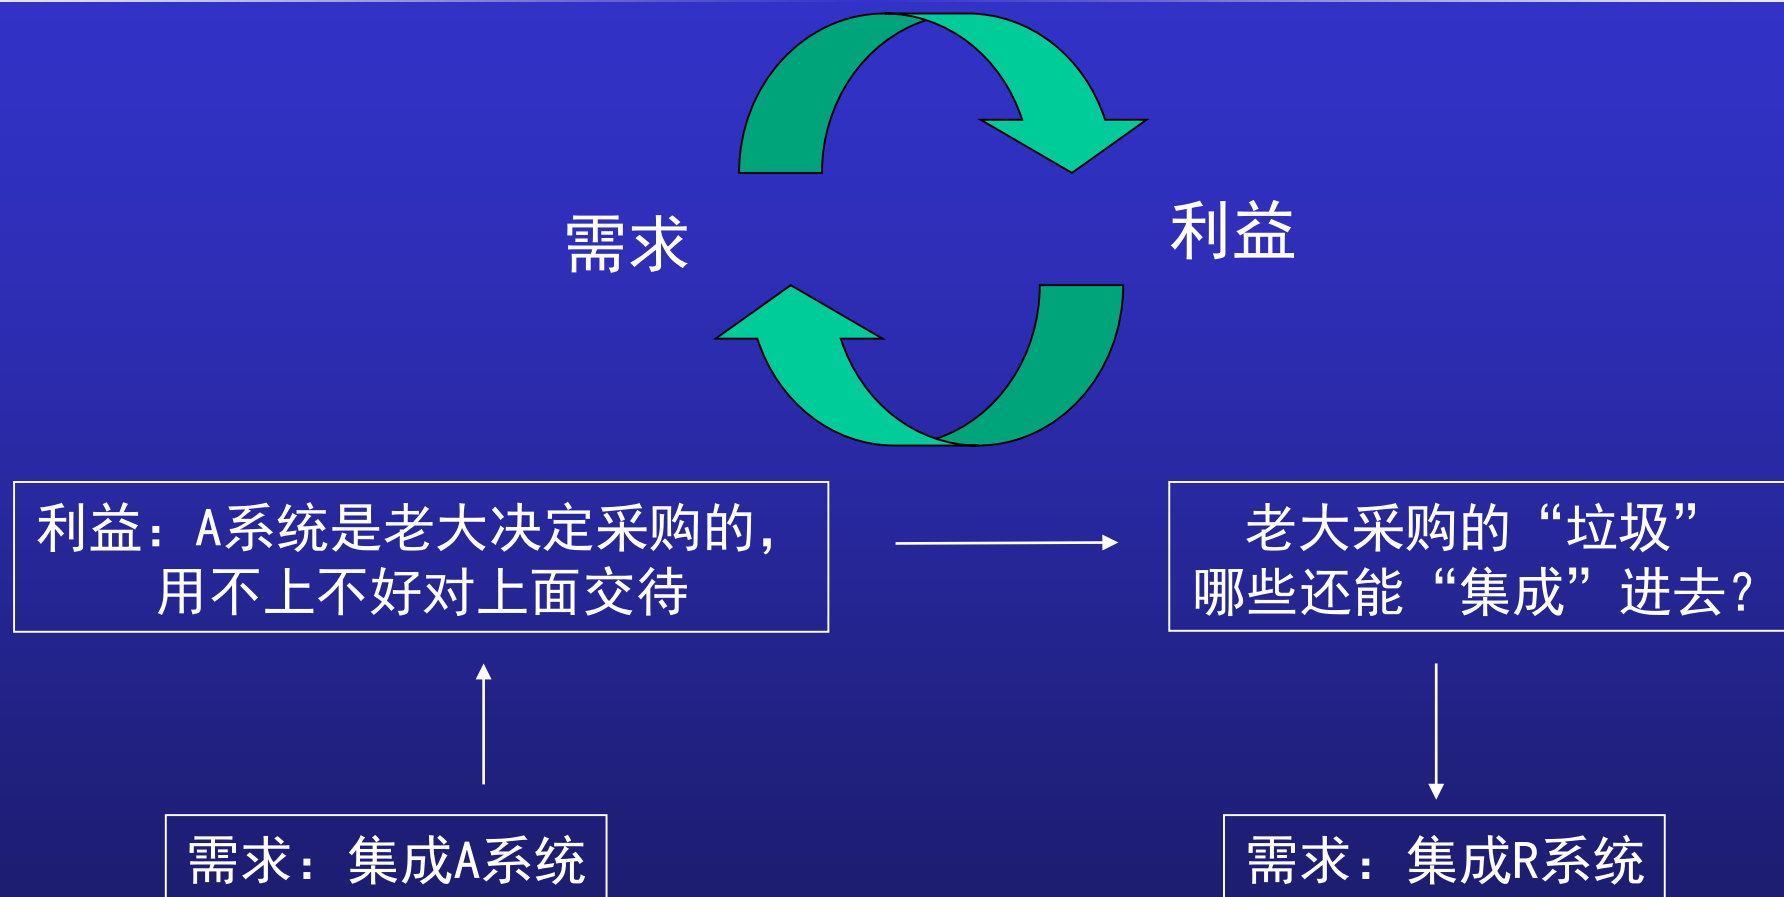 需求
利益
利益：A系统是老大决定采购的，
用不上不好对上面交待
老大采购的“垃圾”
哪些还能“集成”进去？
需求：集成A系统
需求：集成R系统